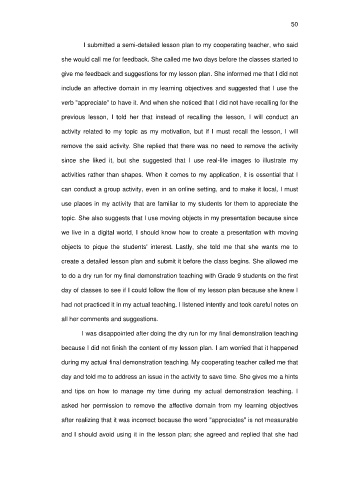 50
I submitted a semi-detailed lesson plan to my cooperating teacher, who said
she would call me for feedback. She called me two days before the classes started to
give me feedback and suggestions for my lesson plan. She informed me that I did not
include an affective domain in my learning objectives and suggested that I use the
verb "appreciate" to have it. And when she noticed that I did not have recalling for the
previous lesson, I told her that instead of recalling the lesson, I will conduct an
activity related to my topic as my motivation, but if I must recall the lesson, I will
remove the said activity. She replied that there was no need to remove the activity
since she liked it, but she suggested that I use real-life images to illustrate my
activities rather than shapes. When it comes to my application, it is essential that I
can conduct a group activity, even in an online setting, and to make it local, I must
use places in my activity that are familiar to my students for them to appreciate the
topic. She also suggests that I use moving objects in my presentation because since
we live in a digital world, I should know how to create a presentation with moving
objects to pique the students' interest. Lastly, she told me that she wants me to
create a detailed lesson plan and submit it before the class begins. She allowed me
to do a dry run for my final demonstration teaching with Grade 9 students on the first
day of classes to see if I could follow the flow of my lesson plan because she knew I
had not practiced it in my actual teaching. I listened intently and took careful notes on
all her comments and suggestions.
I was disappointed after doing the dry run for my final demonstration teaching
because I did not finish the content of my lesson plan. I am worried that it happened
during my actual final demonstration teaching. My cooperating teacher called me that
day and told me to address an issue in the activity to save time. She gives me a hints
and tips on how to manage my time during my actual demonstration teaching. I
asked her permission to remove the affective domain from my learning objectives
after realizing that it was incorrect because the word "appreciates" is not measurable
and I should avoid using it in the lesson plan; she agreed and replied that she had